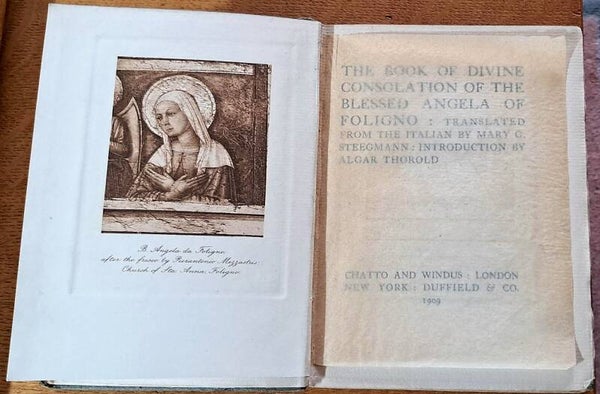 B. Angela da Foligno
after the fresco by Pierantonio Mezzastris
Church of Sta. Anna, Foligno.
THE BOOK OF DIVINE
CONSOLATION OF THE
BLESSED ANGELA OF
FOLIGNO : TRANSLATED
FROM THE ITALIAN BY MARY G.
STEEGMANN : INTRODUCTION BY
ALGAR THOROLD
CHATTO AND WINDUS : LONDON
NEW YORK : DUFFIELD & CO.
1909